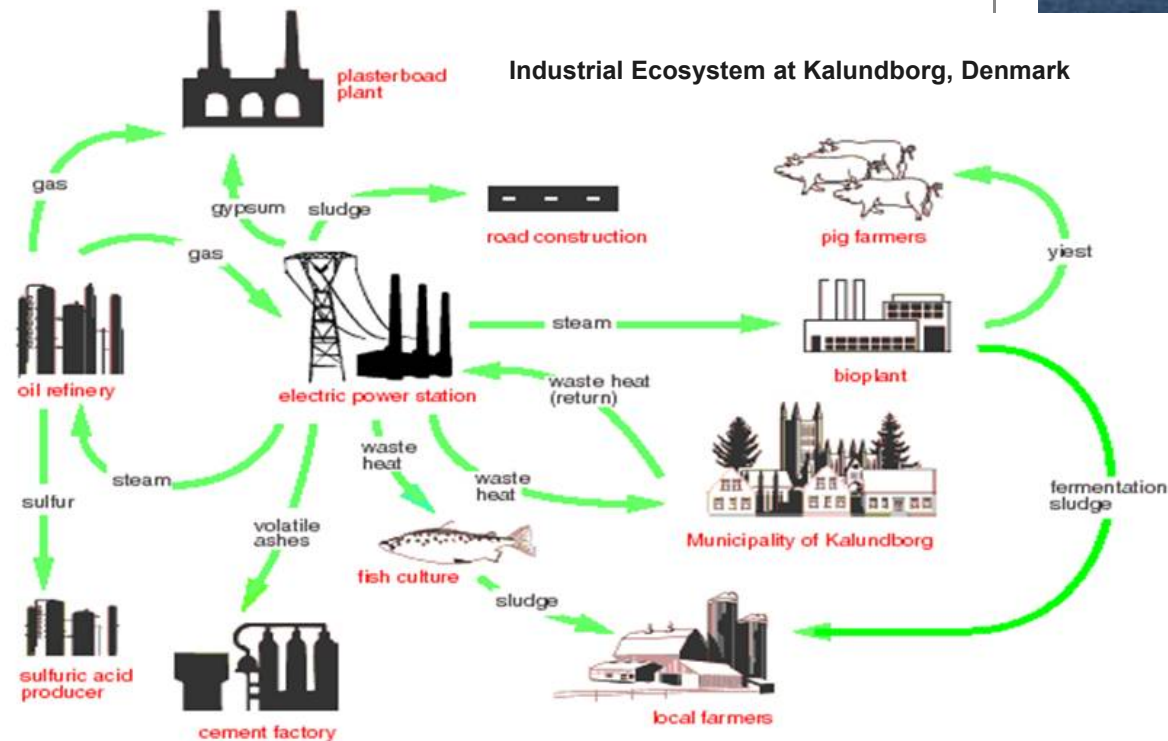 Industrial Ecosystem at Kalundborg, Denmark
plasterboad
plant
gas
gypsum
sludge
road construction
pig farmers
gas
yiest
steam
bioplant
oil refinery
electric power station
waste heat
(return)
waste
heat
waste
heat
steam
sulfur
fermentation
sludge
volatile
ashes
Municipality of Kalundborg
fish culture
sludge
sulfuric acid
producer
local farmers
cement factory